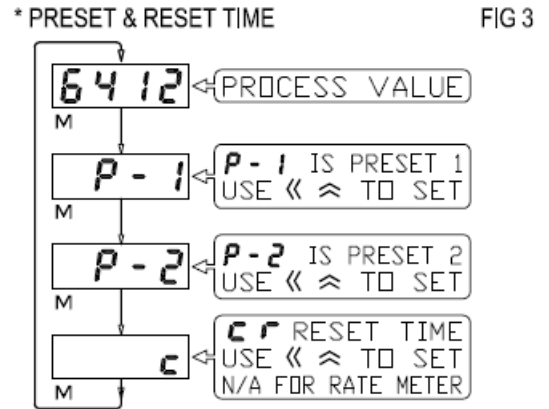 * PRESET & RESET TIME
FIG 3
6412
PROCESS VALUE
M
P - 1
P - 1 IS PRESET 1
USE « ︽ TO SET
M
P - 2
P - 2 IS PRESET 2
USE « ︽ TO SET
M
c
c r RESET TIME
USE « ︽ TO SET
N/A FOR RATE METER
M